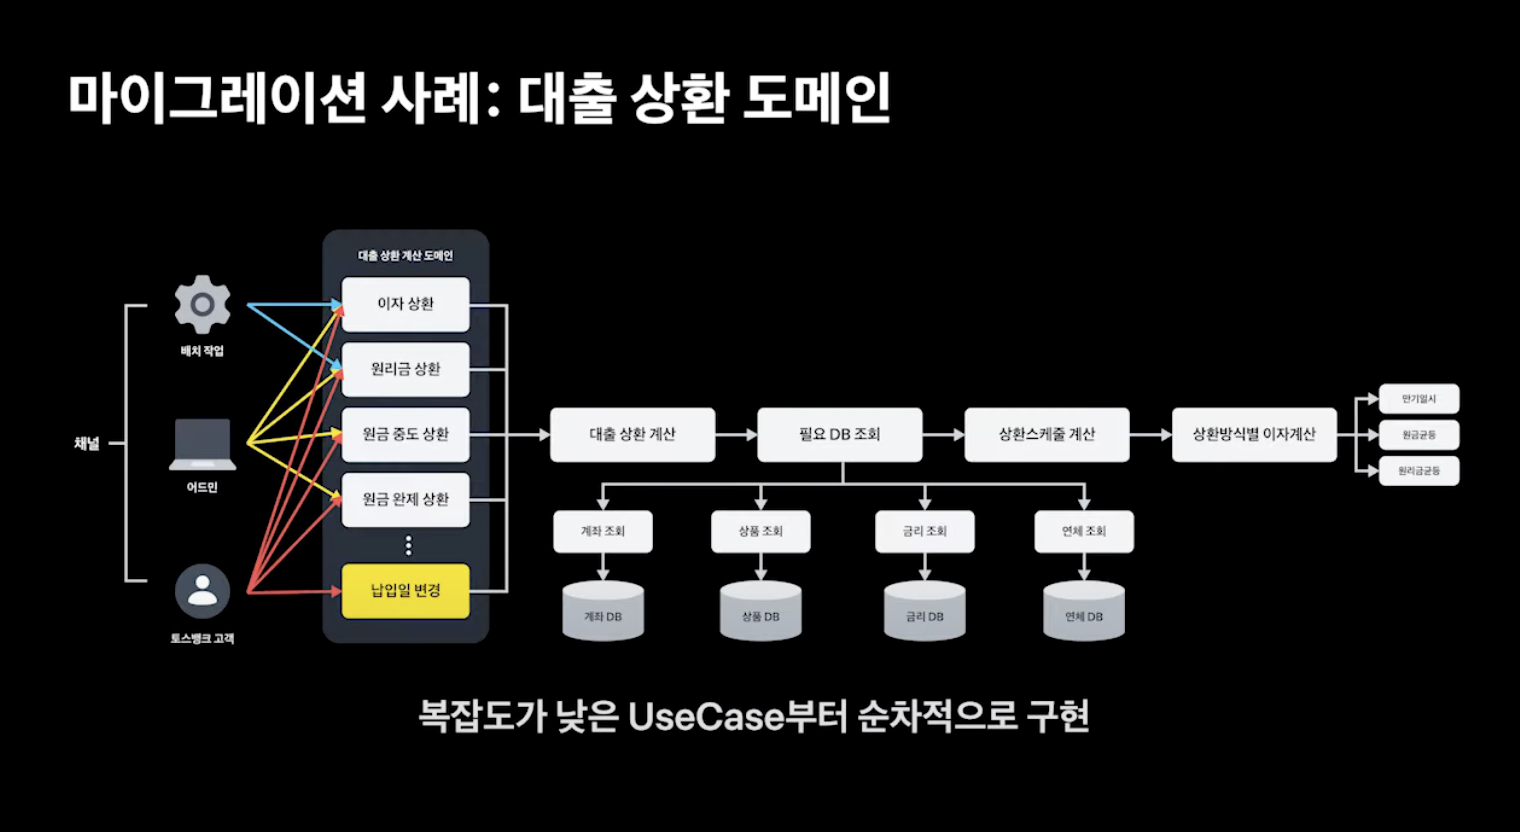 마이그레이션 사례: 대출 상환 도메인
채널
배치 작업
어드민
토스뱅크 고객
대출 상환 계산 도메인
이자 상환
원리금 상환
원금 중도 상환
원금 완제 상환
납입일 변경
대출 상환 계산
필요 DB 조회
상환스케줄 계산
상환방식별 이자계산
만기일시
원금균등
원리금균등
계좌 조회
상품 조회
금리 조회
연체 조회
계좌 DB
상품 DB
금리 DB
연체 DB
복잡도가 낮은 UseCase부터 순차적으로 구현